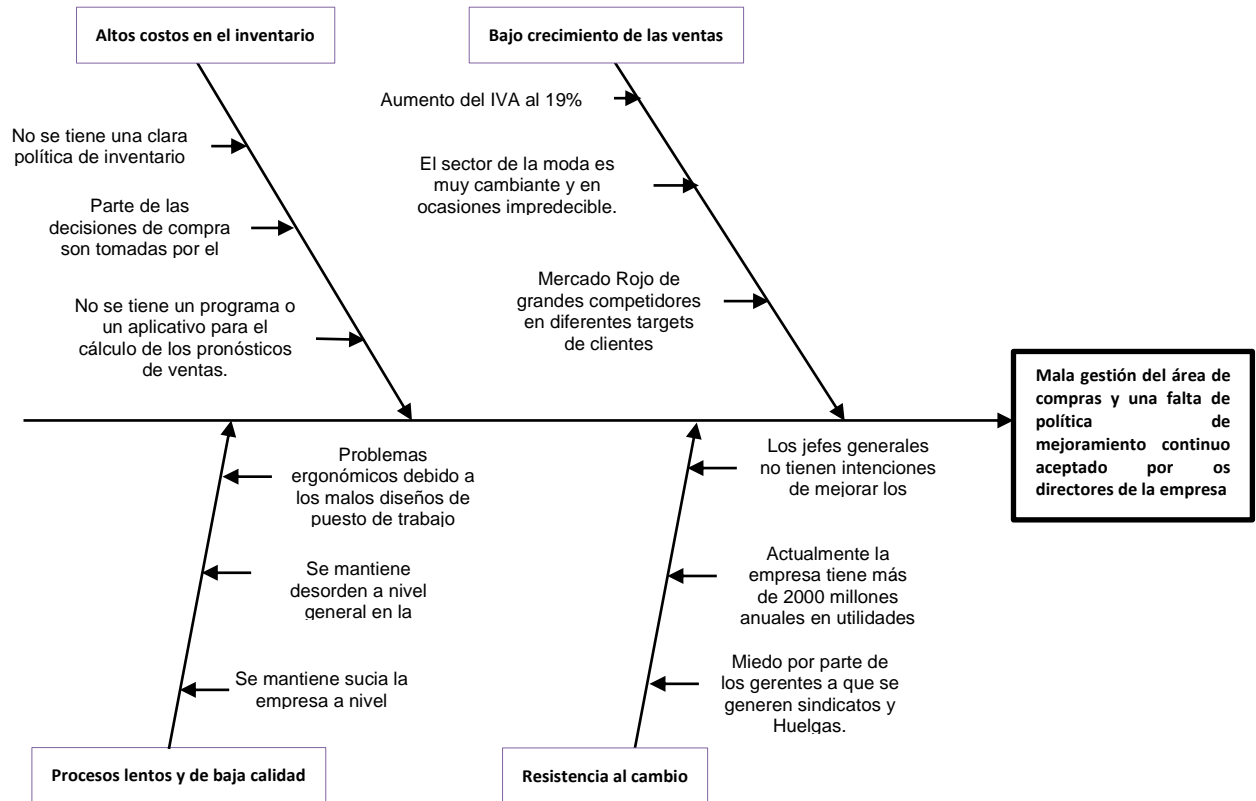 Altos costos en el inventario
Bajo crecimiento de las ventas
Aumento del IVA al 19%
No se tiene una clara
política de inventario
El sector de la moda es
muy cambiante y en
ocasiones impredecible.
Parte de las
decisiones de compra
son tomadas por el
Mercado Rojo de
grandes competidores
en diferentes targets
de clientes
No se tiene un programa o
un aplicativo para el
cálculo de los pronósticos
de ventas.
Mala gestión del área de
compras y una falta de
política de
mejoramiento continuo
aceptado por os
directores de la empresa
Problemas
ergonómicos debido a
los malos diseños de
puesto de trabajo
Los jefes generales
no tienen intenciones
de mejorar los
Se mantiene
desorden a nivel
general en la
Actualmente la
empresa tiene más
de 2000 millones
anuales en utilidades
Se mantiene sucia la
empresa a nivel
Miedo por parte de
los gerentes a que se
generen sindicatos y
Huelgas.
Procesos lentos y de baja calidad
Resistencia al cambio